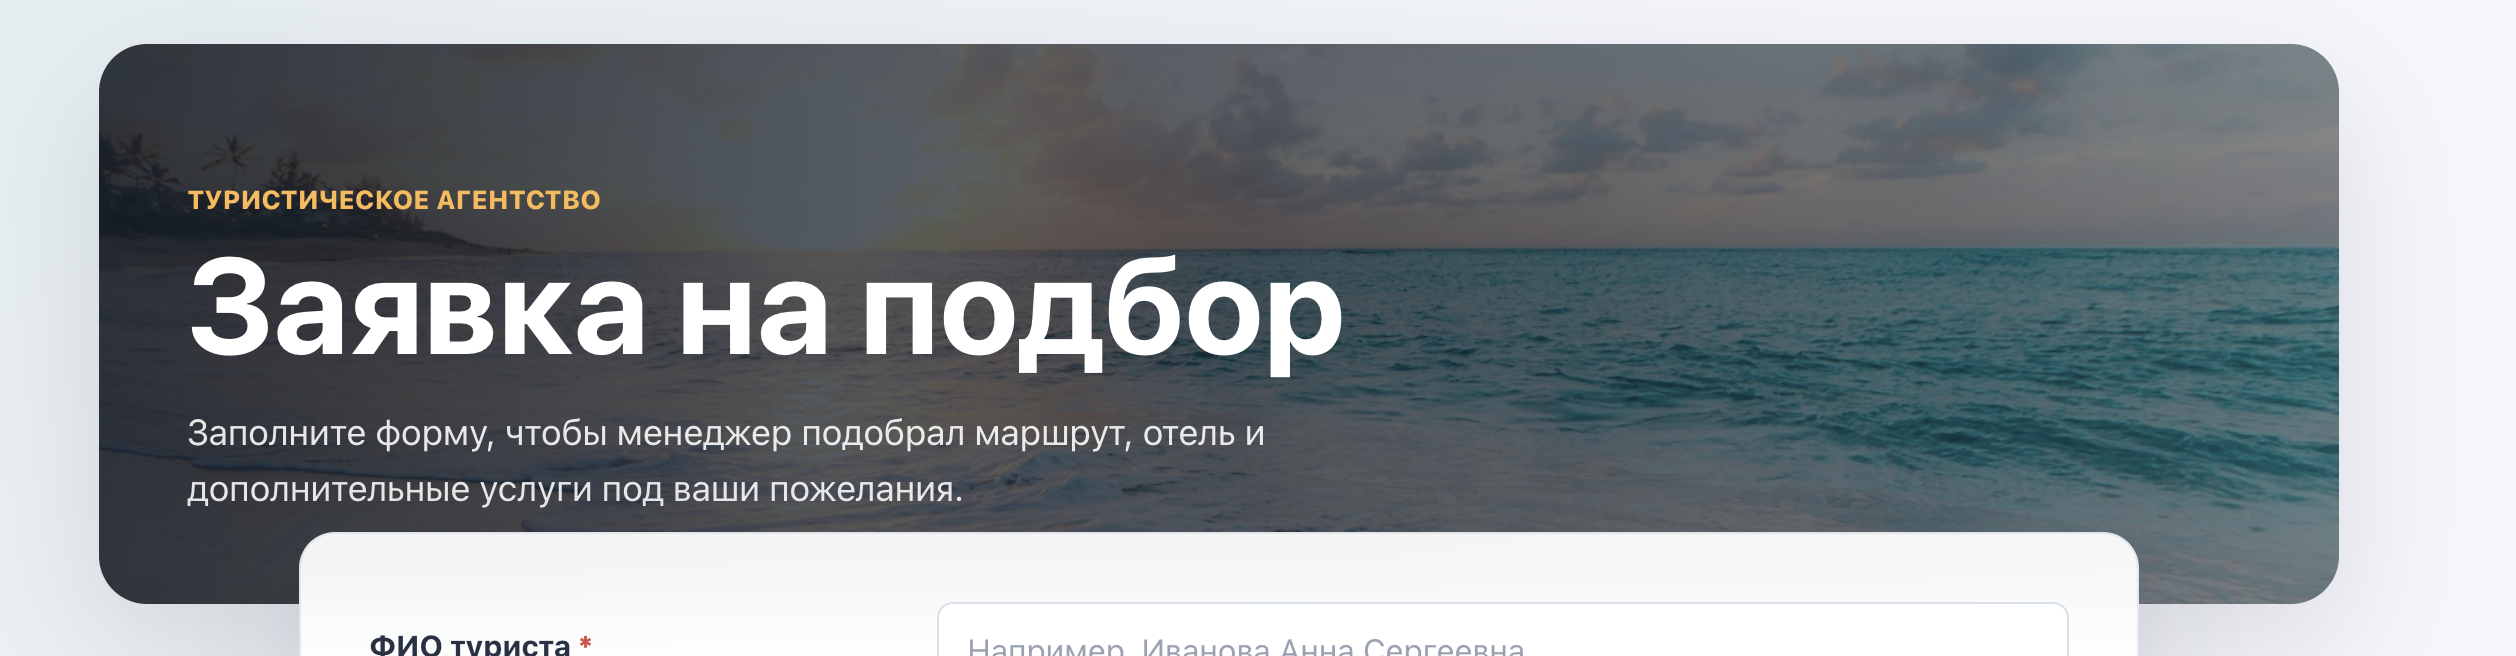 ТУРИСТИЧЕСКОЕ АГЕНТСТВО
Заявка на подбор
Заполните форму, чтобы менеджер подобрал маршрут, отель и
дополнительные услуги под ваши пожелания.
ФИО туриста *
Например, Иванова Анна Сергеевна